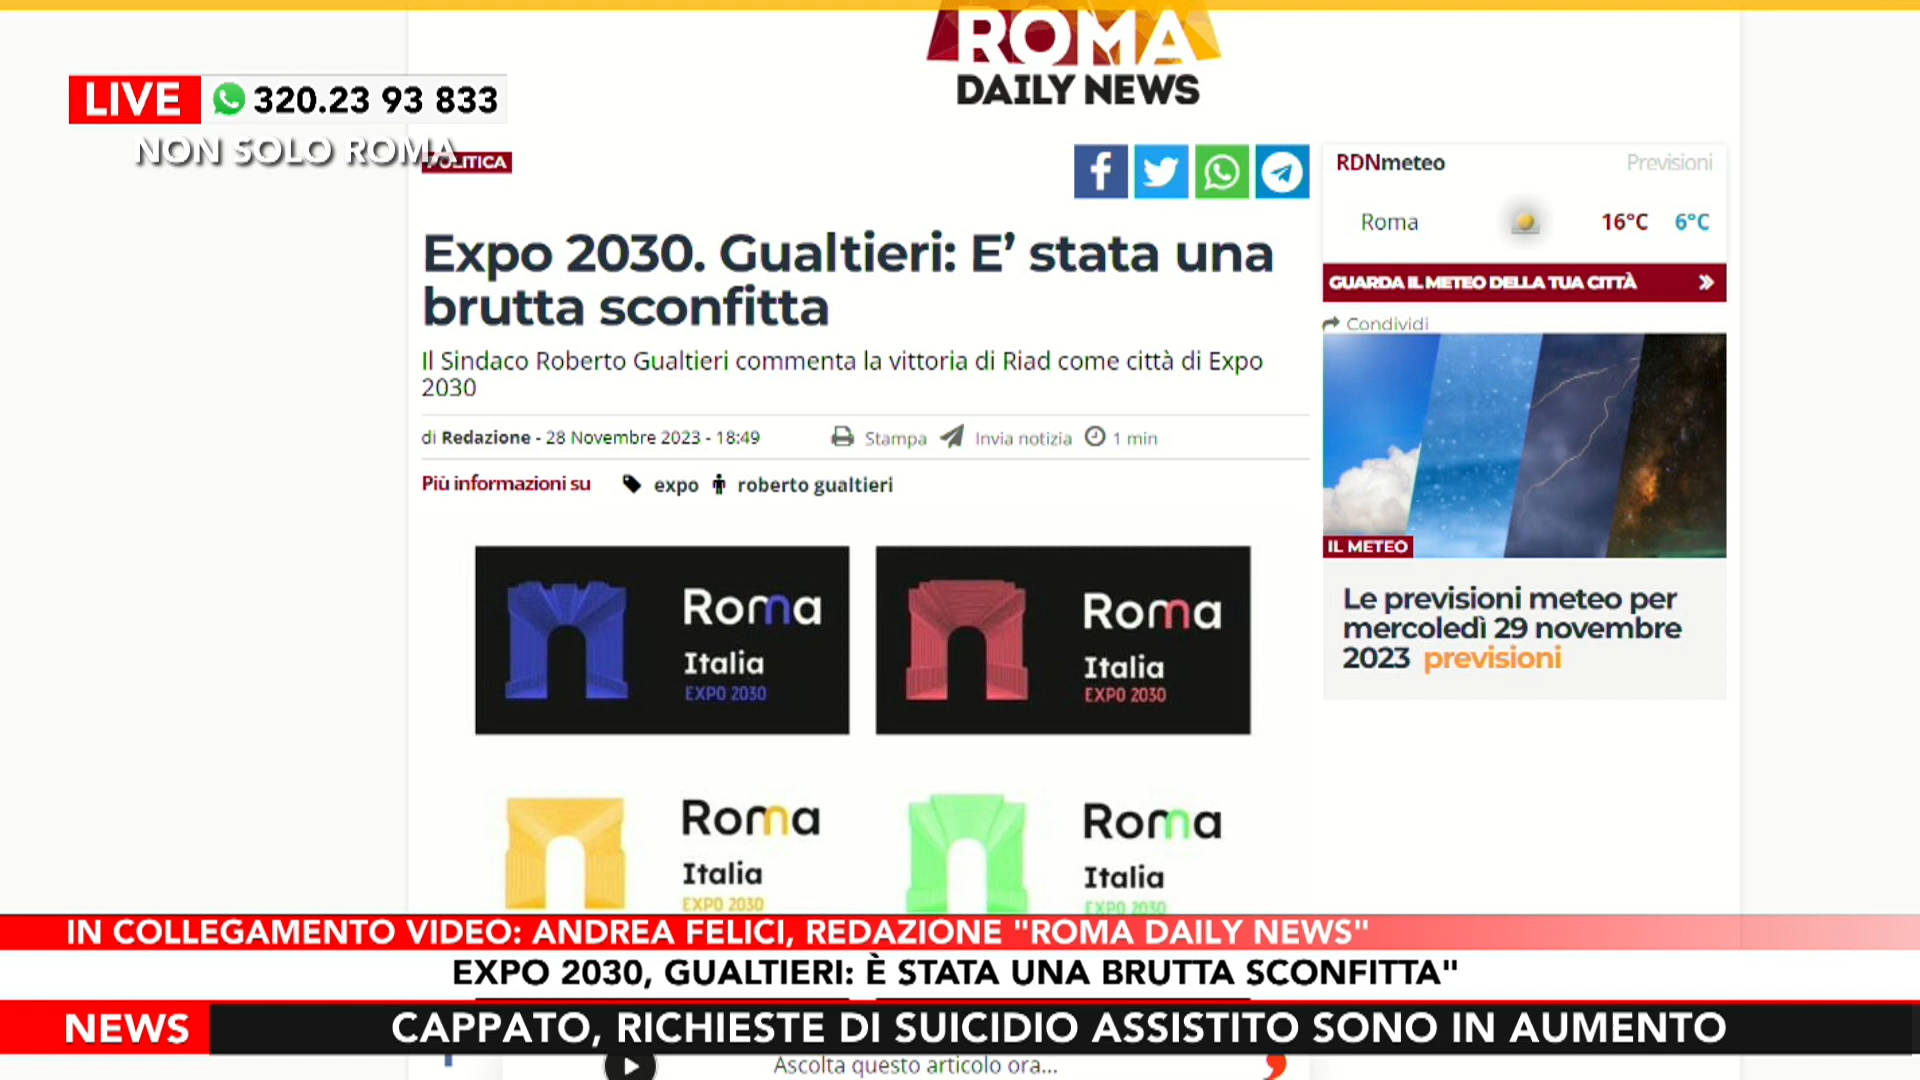 ROMA
DAILY NEWS
LIVE 320.23 93 833
NON SOLO ROMA
POLITICA
Expo 2030. Gualtieri: E’ stata una
brutta sconfitta
Il Sindaco Roberto Gualtieri commenta la vittoria di Riad come città di Expo
2030
di Redazione - 28 Novembre 2023 - 18:49 Stampa Invia notizia 1 min
Più informazioni su expo roberto gualtieri
Roma
Italia
EXPO 2030
Roma
Italia
EXPO 2030
Roma
Italia
EXPO 2030
Roma
Italia
EXPO 2030
RDNmeteo Previsioni
Roma 16°C 6°C
GUARDA IL METEO DELLA TUA CITTÀ
Condividi
IL METEO
Le previsioni meteo per
mercoledì 29 novembre
2023 previsioni
IN COLLEGAMENTO VIDEO: ANDREA FELICI, REDAZIONE "ROMA DAILY NEWS"
EXPO 2030, GUALTIERI: È STATA UNA BRUTTA SCONFITTA"
NEWS CAPPATO, RICHIESTE DI SUICIDIO ASSISTITO SONO IN AUMENTO
Ascolta questo articolo ora...